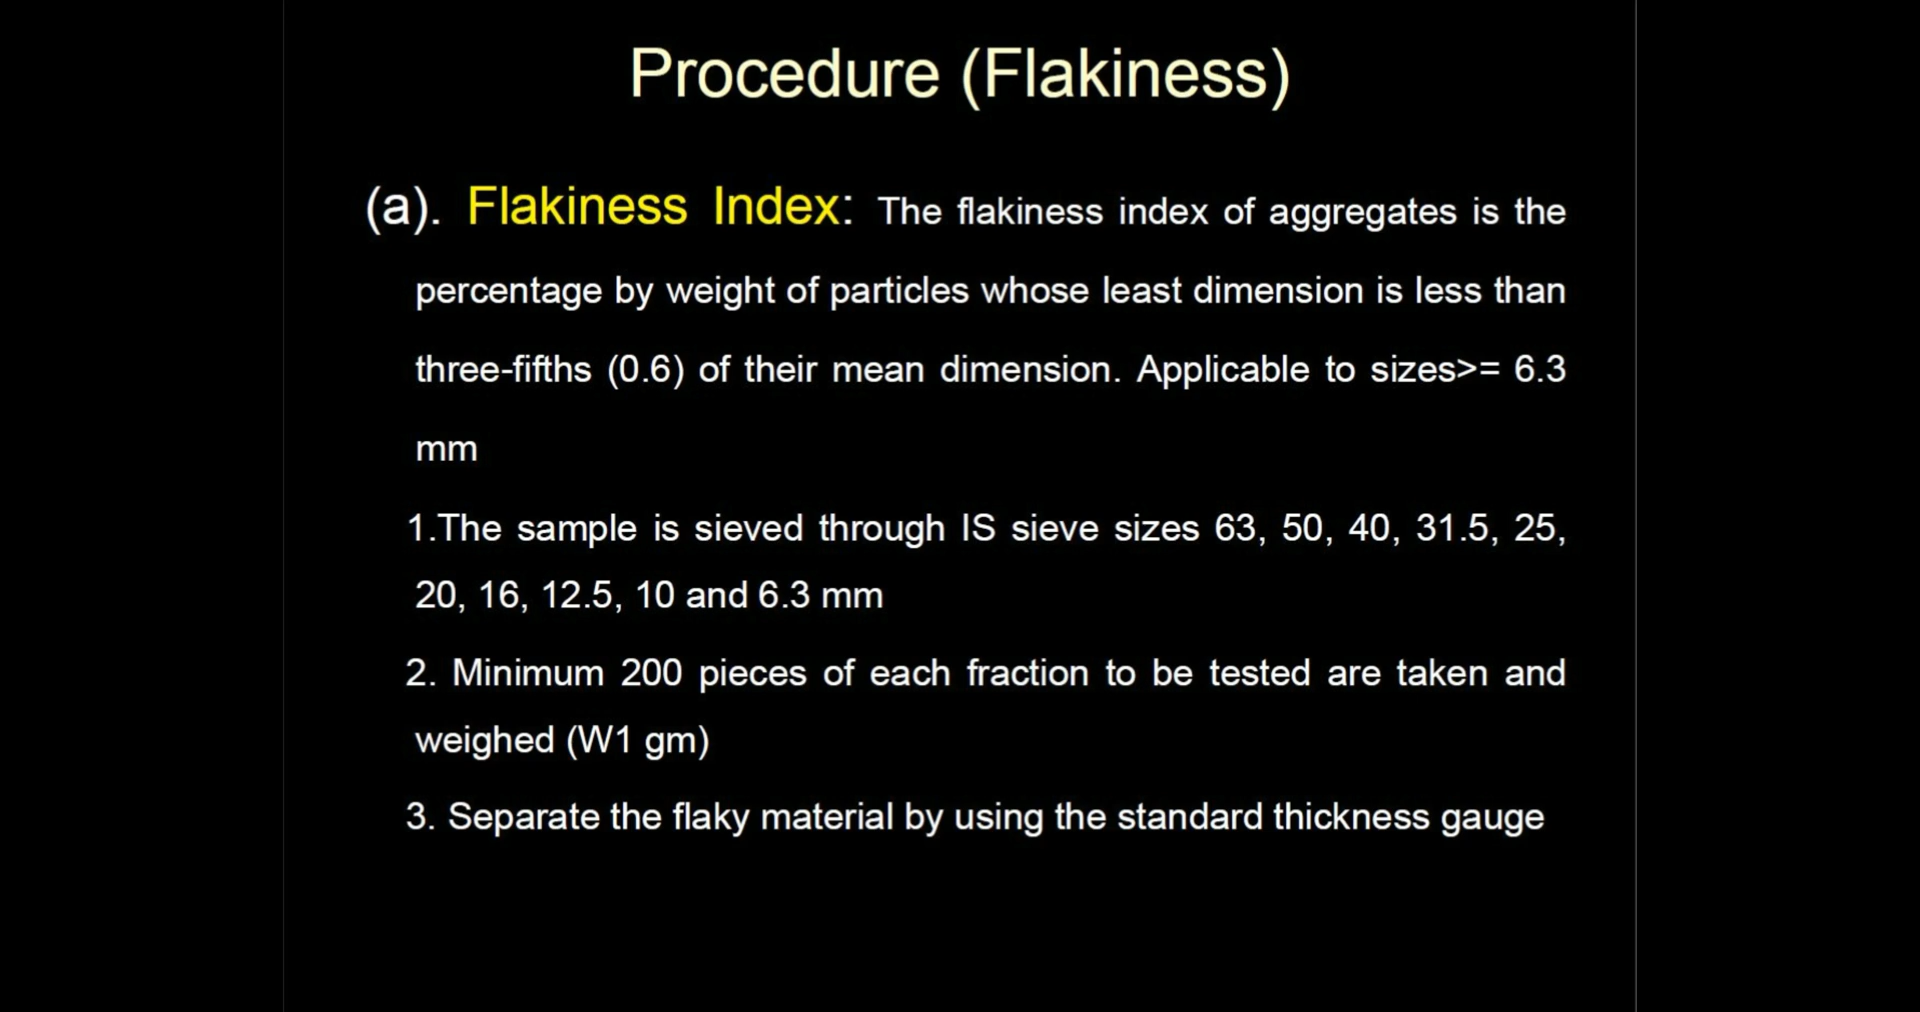 Procedure (Flakiness)
(a). Flakiness Index: The flakiness index of aggregates is the
percentage by weight of particles whose least dimension is less than
three-fifths (0.6) of their mean dimension. Applicable to sizes>= 6.3
mm
1.The sample is sieved through IS sieve sizes 63, 50, 40, 31.5, 25,
20, 16, 12.5, 10 and 6.3 mm
2. Minimum 200 pieces of each fraction to be tested are taken and
weighed (W1 gm)
3. Separate the flaky material by using the standard thickness gauge